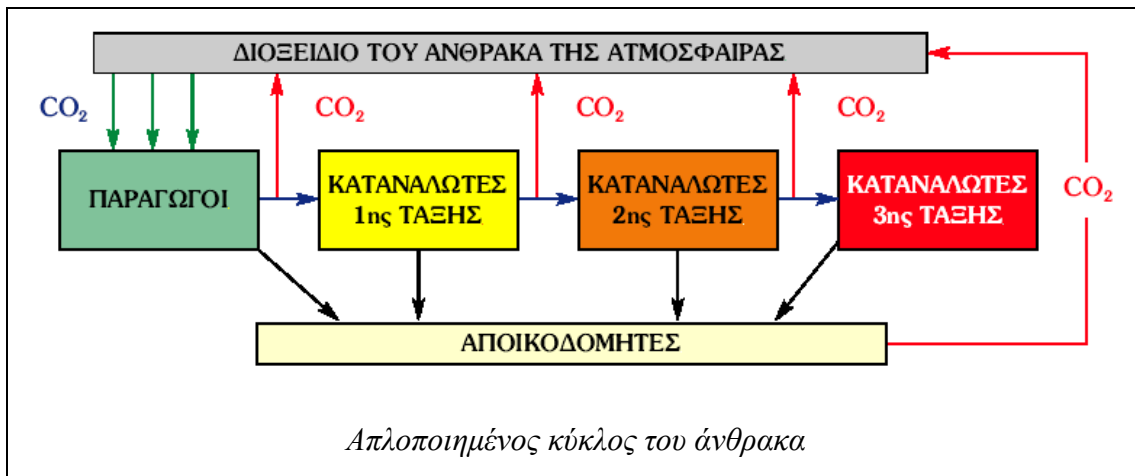 ΔΙΟΞΕΙΔΙΟ ΤΟΥ ΑΝΘΡΑΚΑ ΤΗΣ ΑΤΜΟΣΦΑΙΡΑΣ
CO₂
CO₂
CO₂
CO₂
ΠΑΡΑΓΩΓΟΙ
ΚΑΤΑΝΑΛΩΤΕΣ
1ης ΤΑΞΗΣ
ΚΑΤΑΝΑΛΩΤΕΣ
2ης ΤΑΞΗΣ
ΚΑΤΑΝΑΛΩΤΕΣ
3ης ΤΑΞΗΣ
CO₂
ΑΠΟΙΚΟΔΟΜΗΤΕΣ
Απλοποιημένος κύκλος του άνθρακα